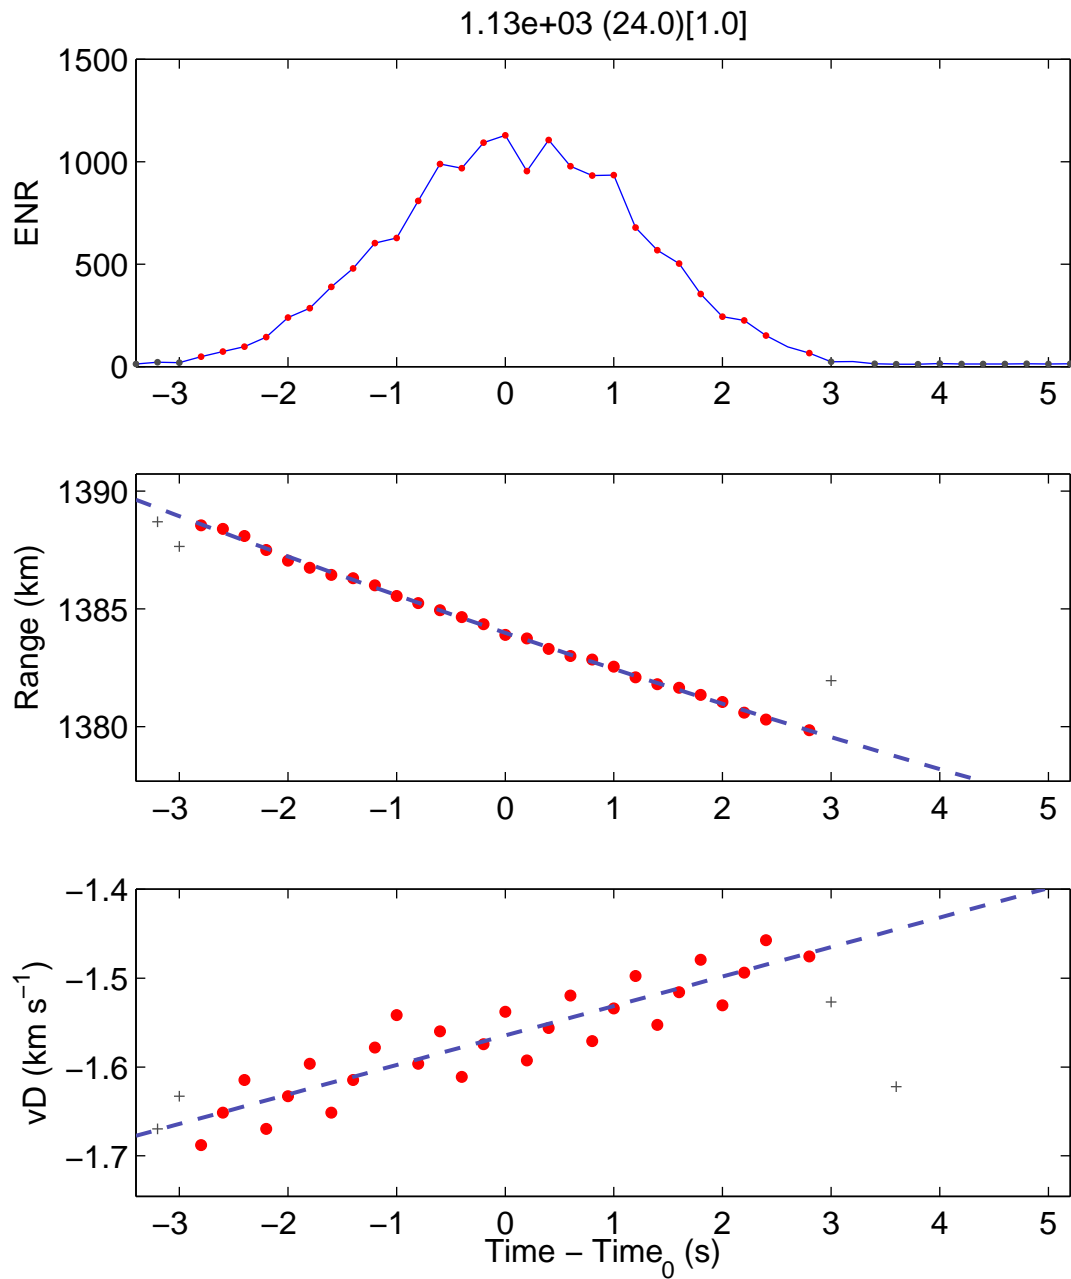 1.13e+03 (24.0)[1.0]
1500
1000
500
0
ENR
−3 −2 −1 0 1 2 3 4 5
1390
1385
1380
Range (km)
−3 −2 −1 0 1 2 3 4 5
−1.4
−1.5
−1.6
−1.7
vD (km s−1)
−3 −2 −1 0 1 2 3 4 5
Time − Time0 (s)